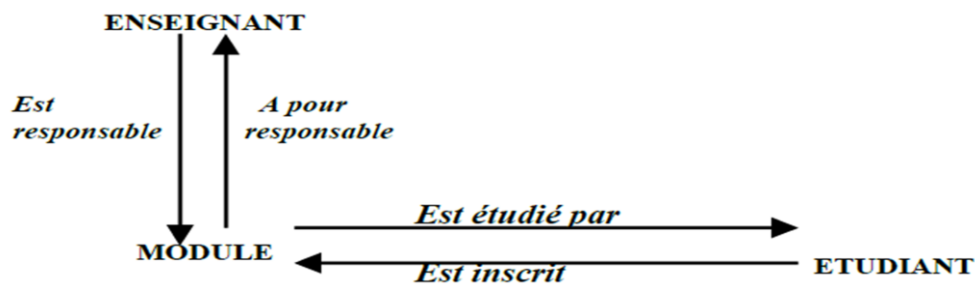 ENSEIGNANT
Est
responsable
A pour
responsable
Est étudié par
MODULE
Est inscrit
ETUDIANT